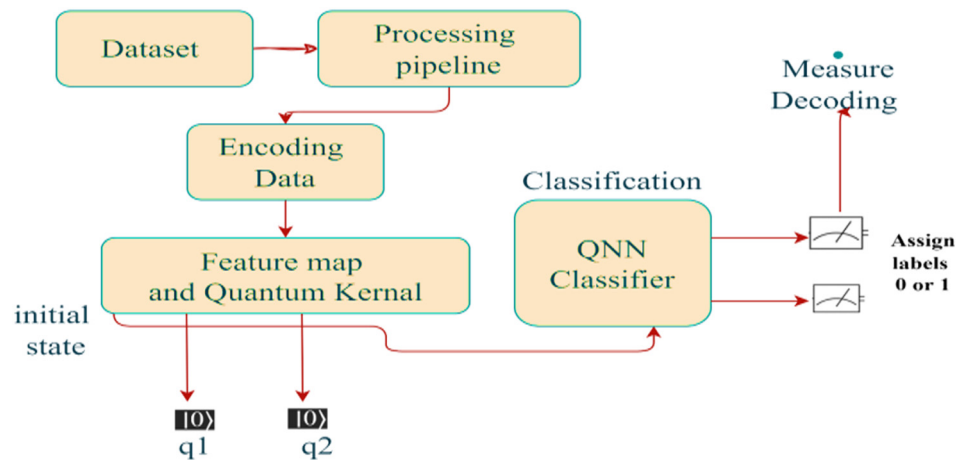 Dataset
Processing
pipeline
Encoding
Data
Feature map
and Quantum Kernal
initial
state
|0⟩
q1
|0⟩
q2
Classification
QNN
Classifier
Measure
Decoding
Assign
labels
0 or 1